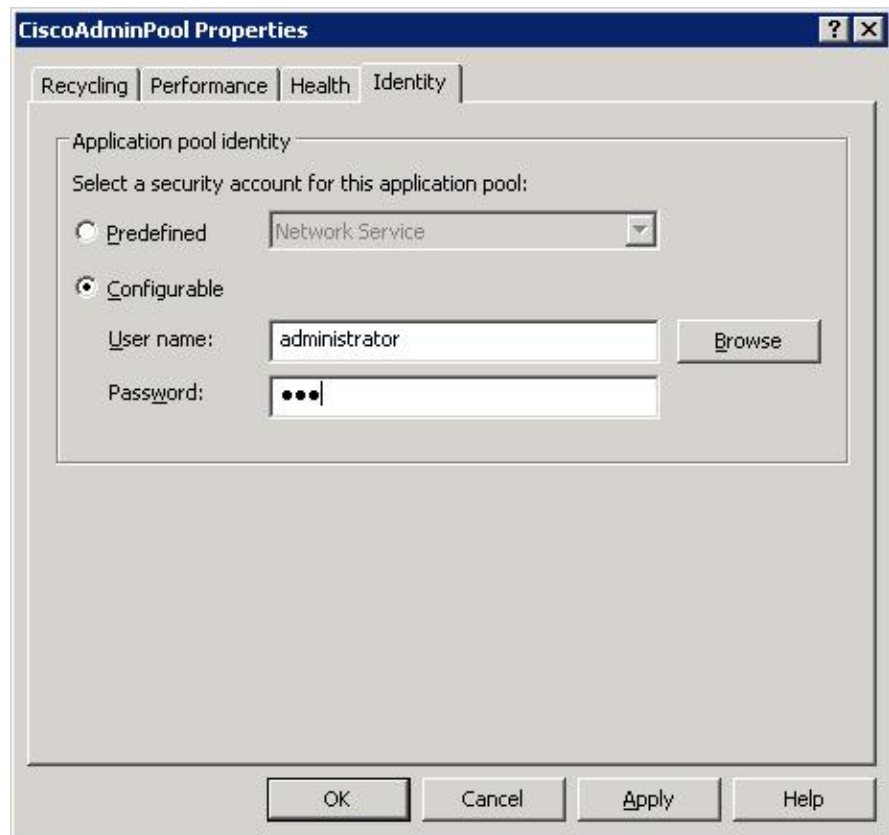 CiscoAdminPool Properties
Recycling Performance Health Identity
Application pool identity
Select a security account for this application pool:
Predefined Network Service
Configurable
User name: administrator Browse
Password: ●●●
OK Cancel Apply Help